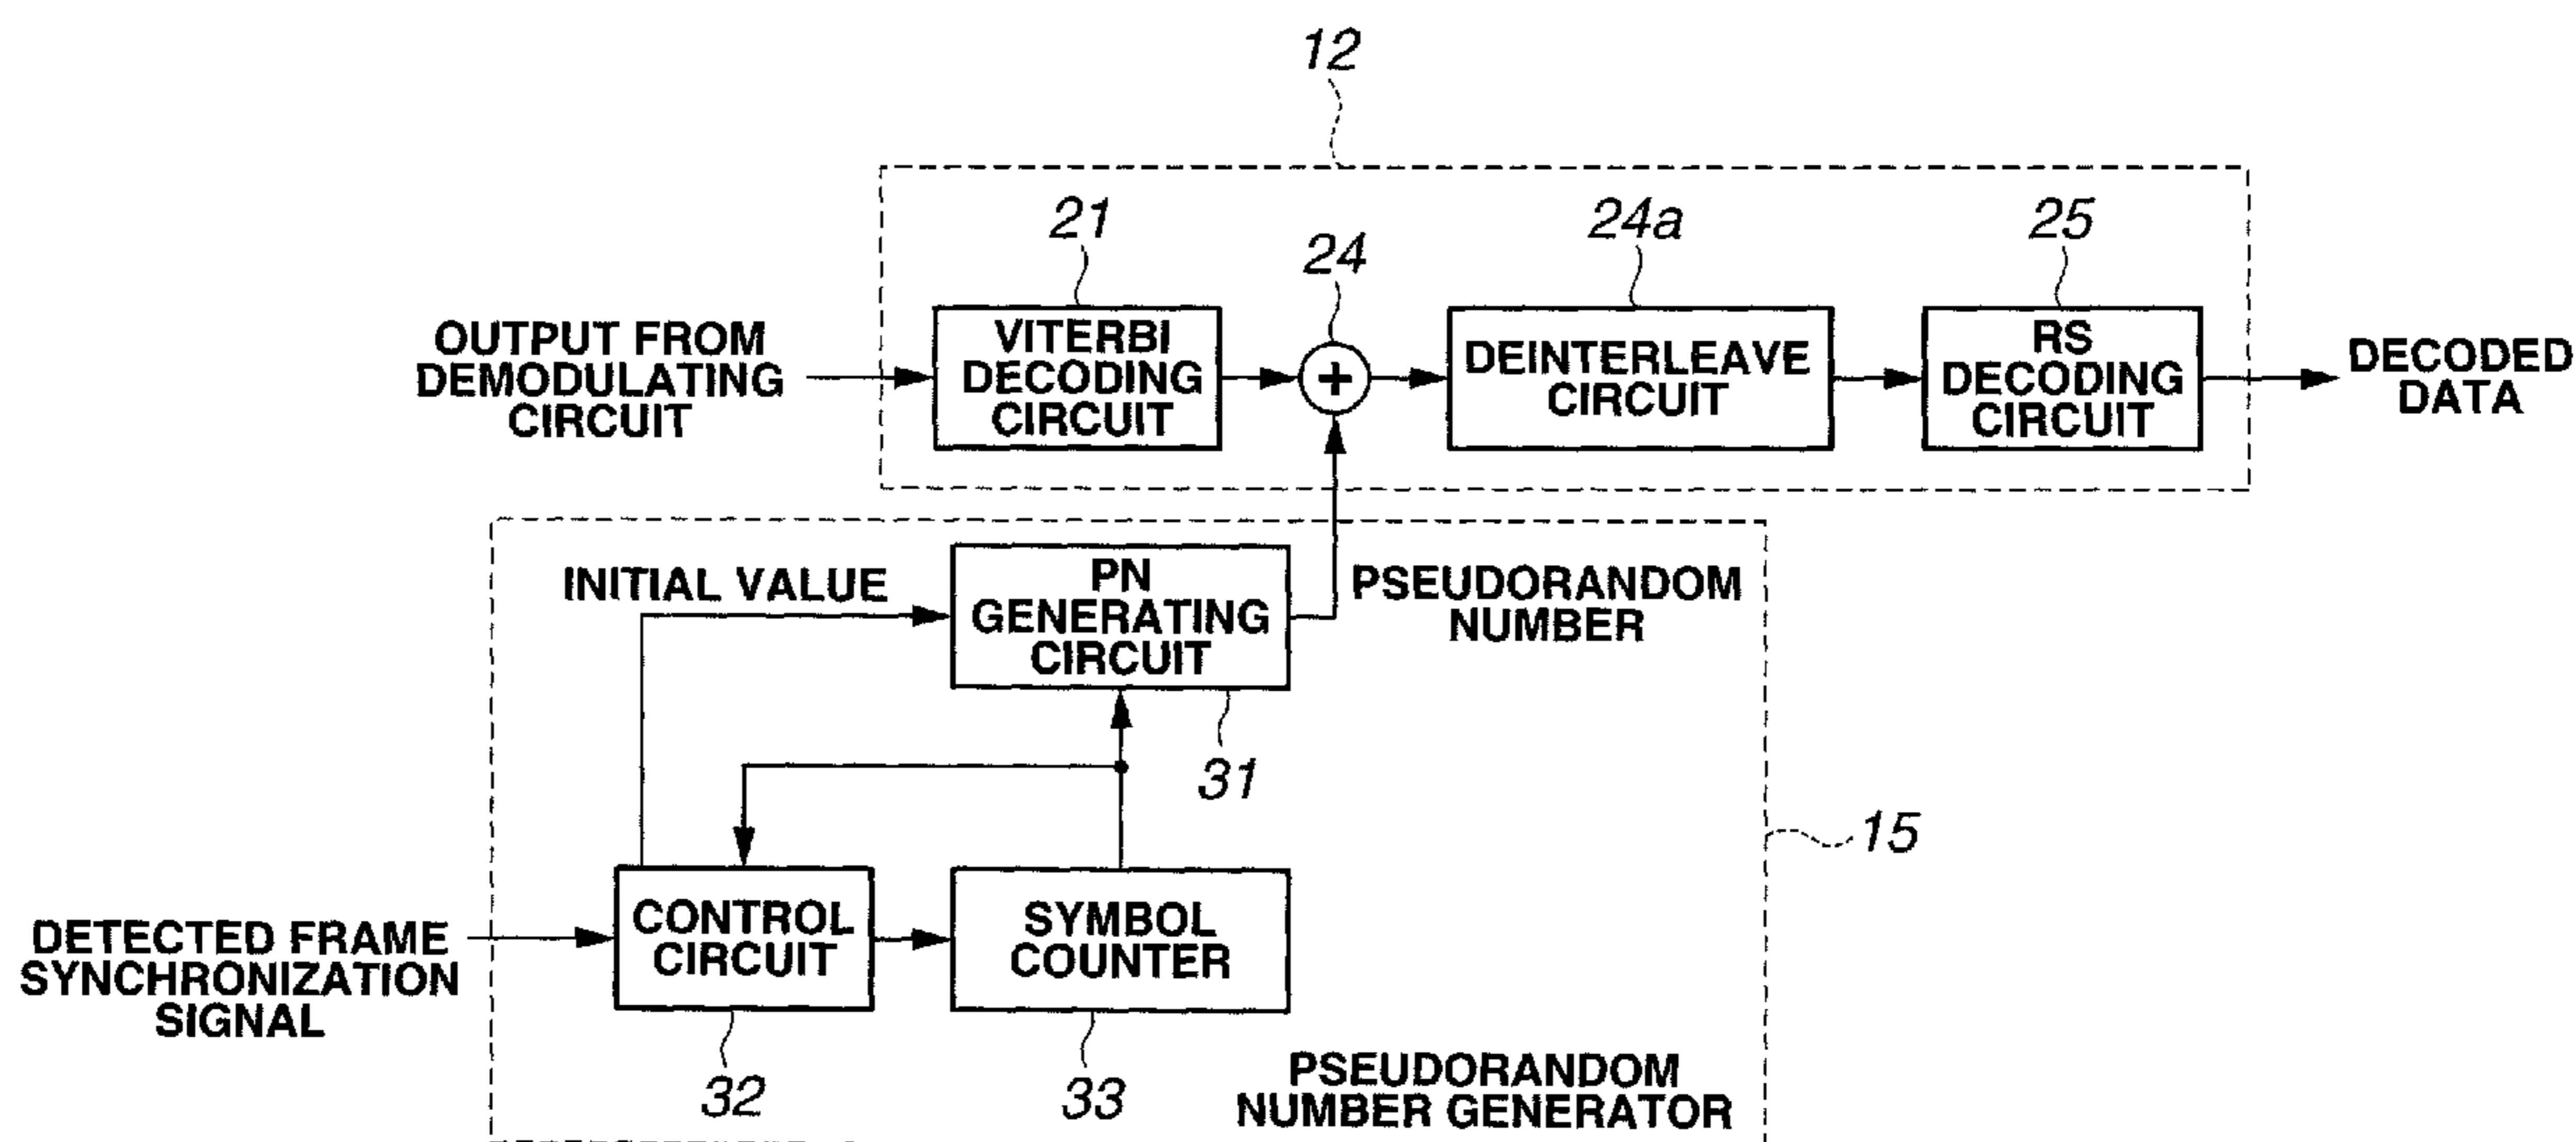 12
21
24
24a
25
OUTPUT FROM
DEMODULATING
CIRCUIT
VITERBI
DECODING
CIRCUIT
+
DEINTERLEAVE
CIRCUIT
RS
DECODING
CIRCUIT
DECODED
DATA
INITIAL VALUE
PN
GENERATING
CIRCUIT
PSEUDORANDOM
NUMBER
31
15
DETECTED FRAME
SYNCHRONIZATION
SIGNAL
CONTROL
CIRCUIT
SYMBOL
COUNTER
32
33
PSEUDORANDOM
NUMBER GENERATOR